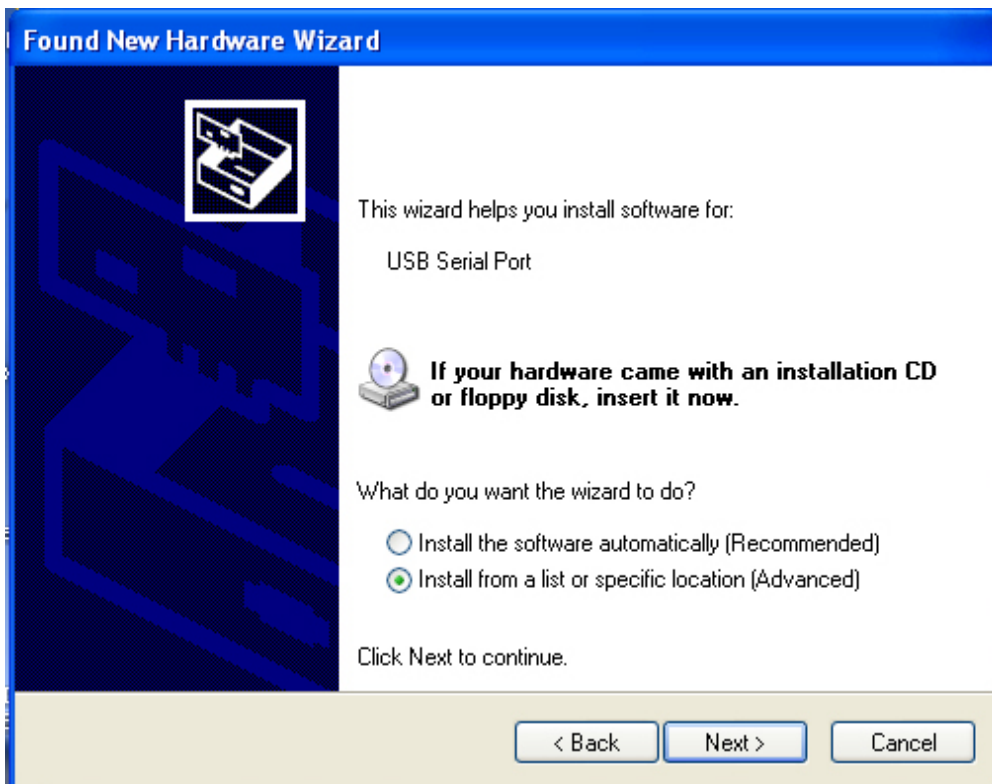 Found New Hardware Wizard
This wizard helps you install software for:
USB Serial Port
If your hardware came with an installation CD
or floppy disk, insert it now.
What do you want the wizard to do?
Install the software automatically (Recommended)
Install from a list or specific location (Advanced)
Click Next to continue.
< Back Next > Cancel